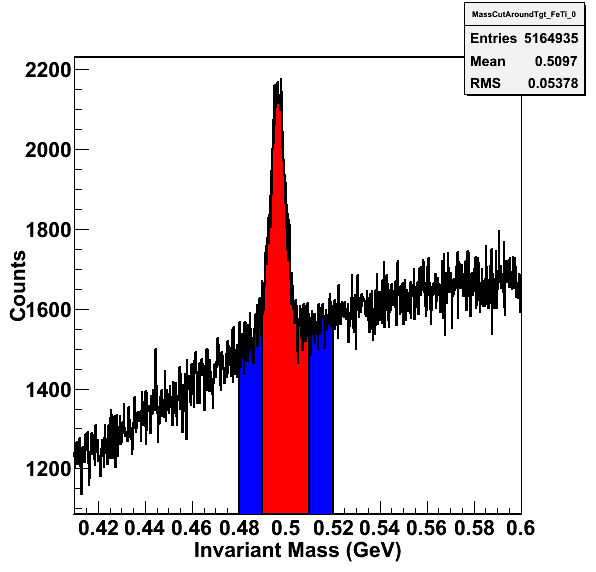 MassCutAroundTgt_FeTi_0
Entries 5164935
Mean 0.5097
RMS 0.05378
2200
2000
1800
1600
1400
1200
Counts
0.42 0.44 0.46 0.48 0.5 0.52 0.54 0.56 0.58 0.6
Invariant Mass (GeV)